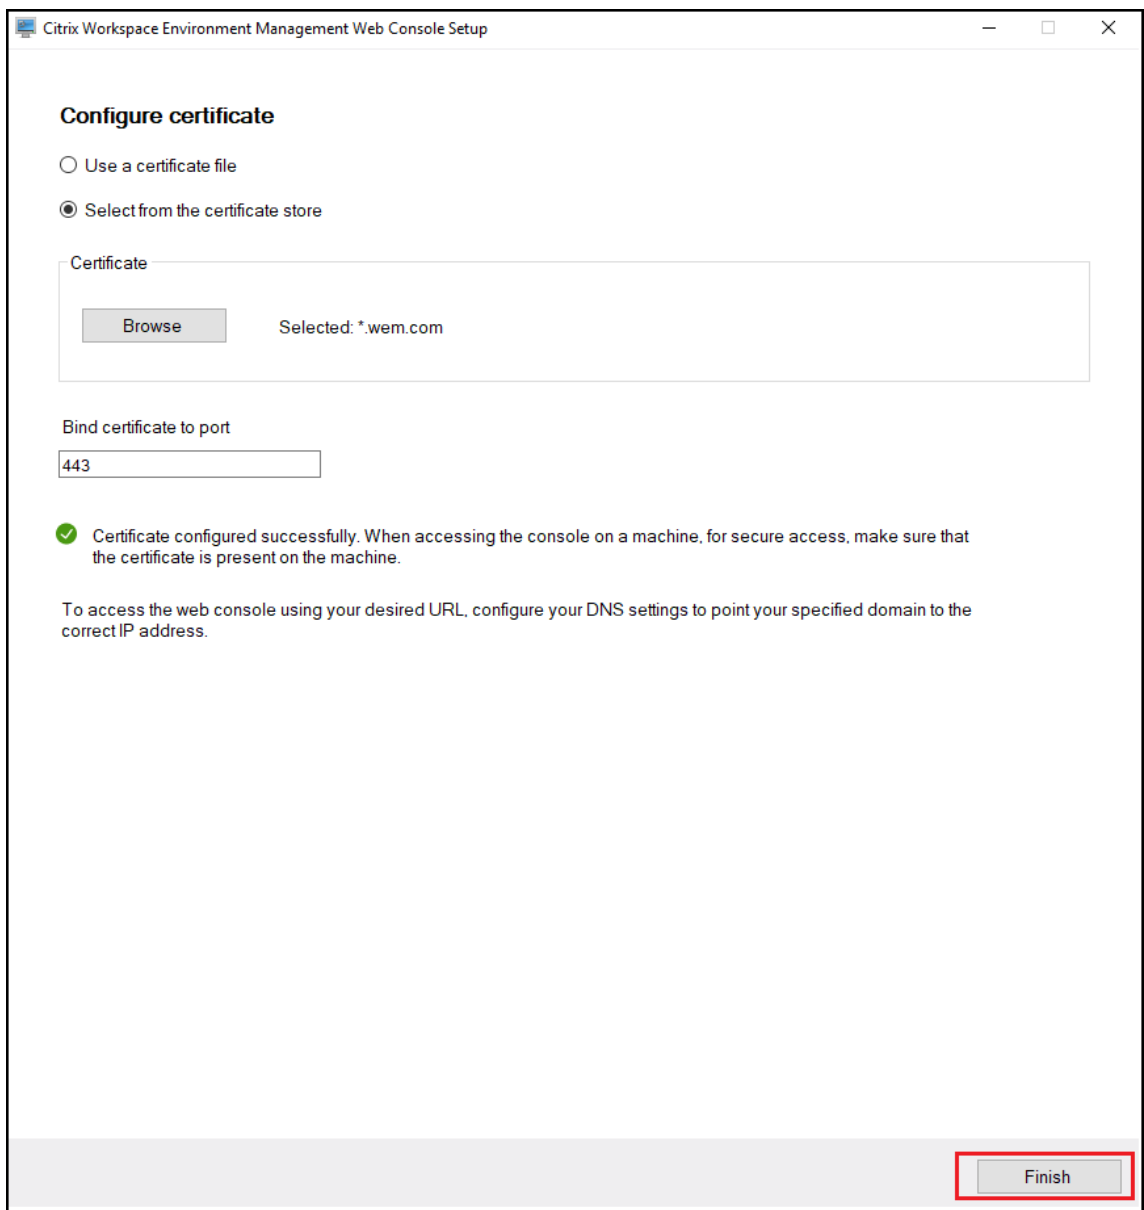 Citrix Workspace Environment Management Web Console Setup
Configure certificate
Use a certificate file
Select from the certificate store
Certificate
Browse
Selected: *.wem.com
Bind certificate to port
443
Certificate configured successfully. When accessing the console on a machine, for secure access, make sure that
the certificate is present on the machine.
To access the web console using your desired URL, configure your DNS settings to point your specified domain to the
correct IP address.
Finish